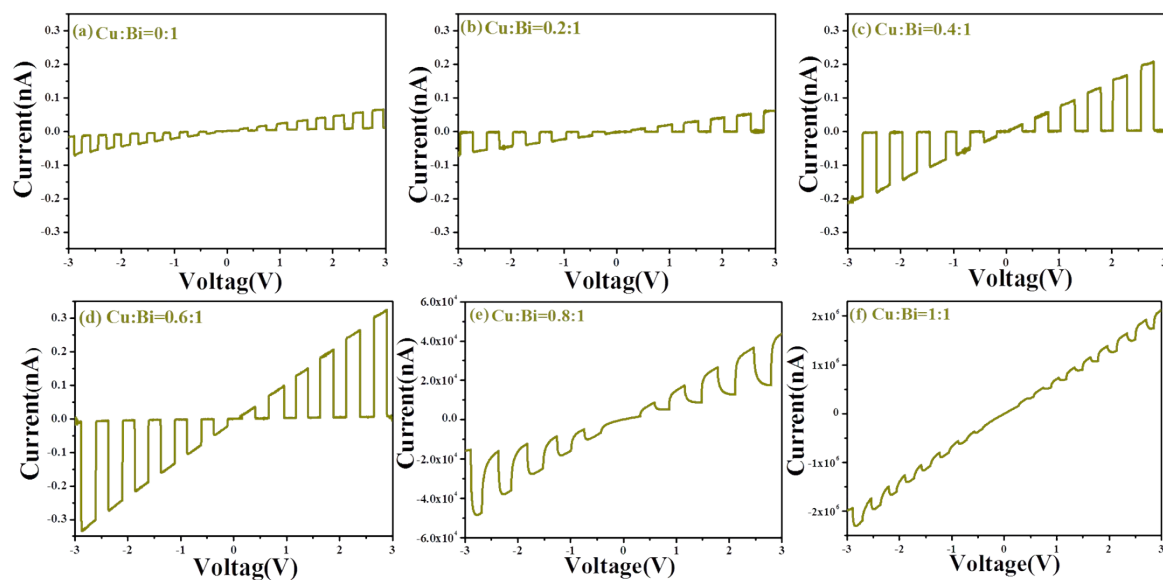 (a) Cu:Bi=0:1
Current(nA)
0.3
0.2
0.1
0.0
-0.1
-0.2
-0.3
-3 -2 -1 0 1 2 3
Voltag(V)
(b) Cu:Bi=0.2:1
Current(nA)
0.3
0.2
0.1
0.0
-0.1
-0.2
-0.3
-3 -2 -1 0 1 2 3
Voltag(V)
(c) Cu:Bi=0.4:1
Current(nA)
0.3
0.2
0.1
0.0
-0.1
-0.2
-0.3
-3 -2 -1 0 1 2 3
Voltag(V)
(d) Cu:Bi=0.6:1
Current(nA)
0.3
0.2
0.1
0.0
-0.1
-0.2
-0.3
-3 -2 -1 0 1 2 3
Voltag(V)
(e) Cu:Bi=0.8:1
Current(nA)
6.0x10⁴
4.0x10⁴
2.0x10⁴
0.0
-2.0x10⁴
-4.0x10⁴
-6.0x10⁴
-3 -2 -1 0 1 2 3
Voltage(V)
(f) Cu:Bi=1:1
Current(nA)
2x10⁶
1x10⁶
0
-1x10⁶
-2x10⁶
-3 -2 -1 0 1 2 3
Voltage(V)